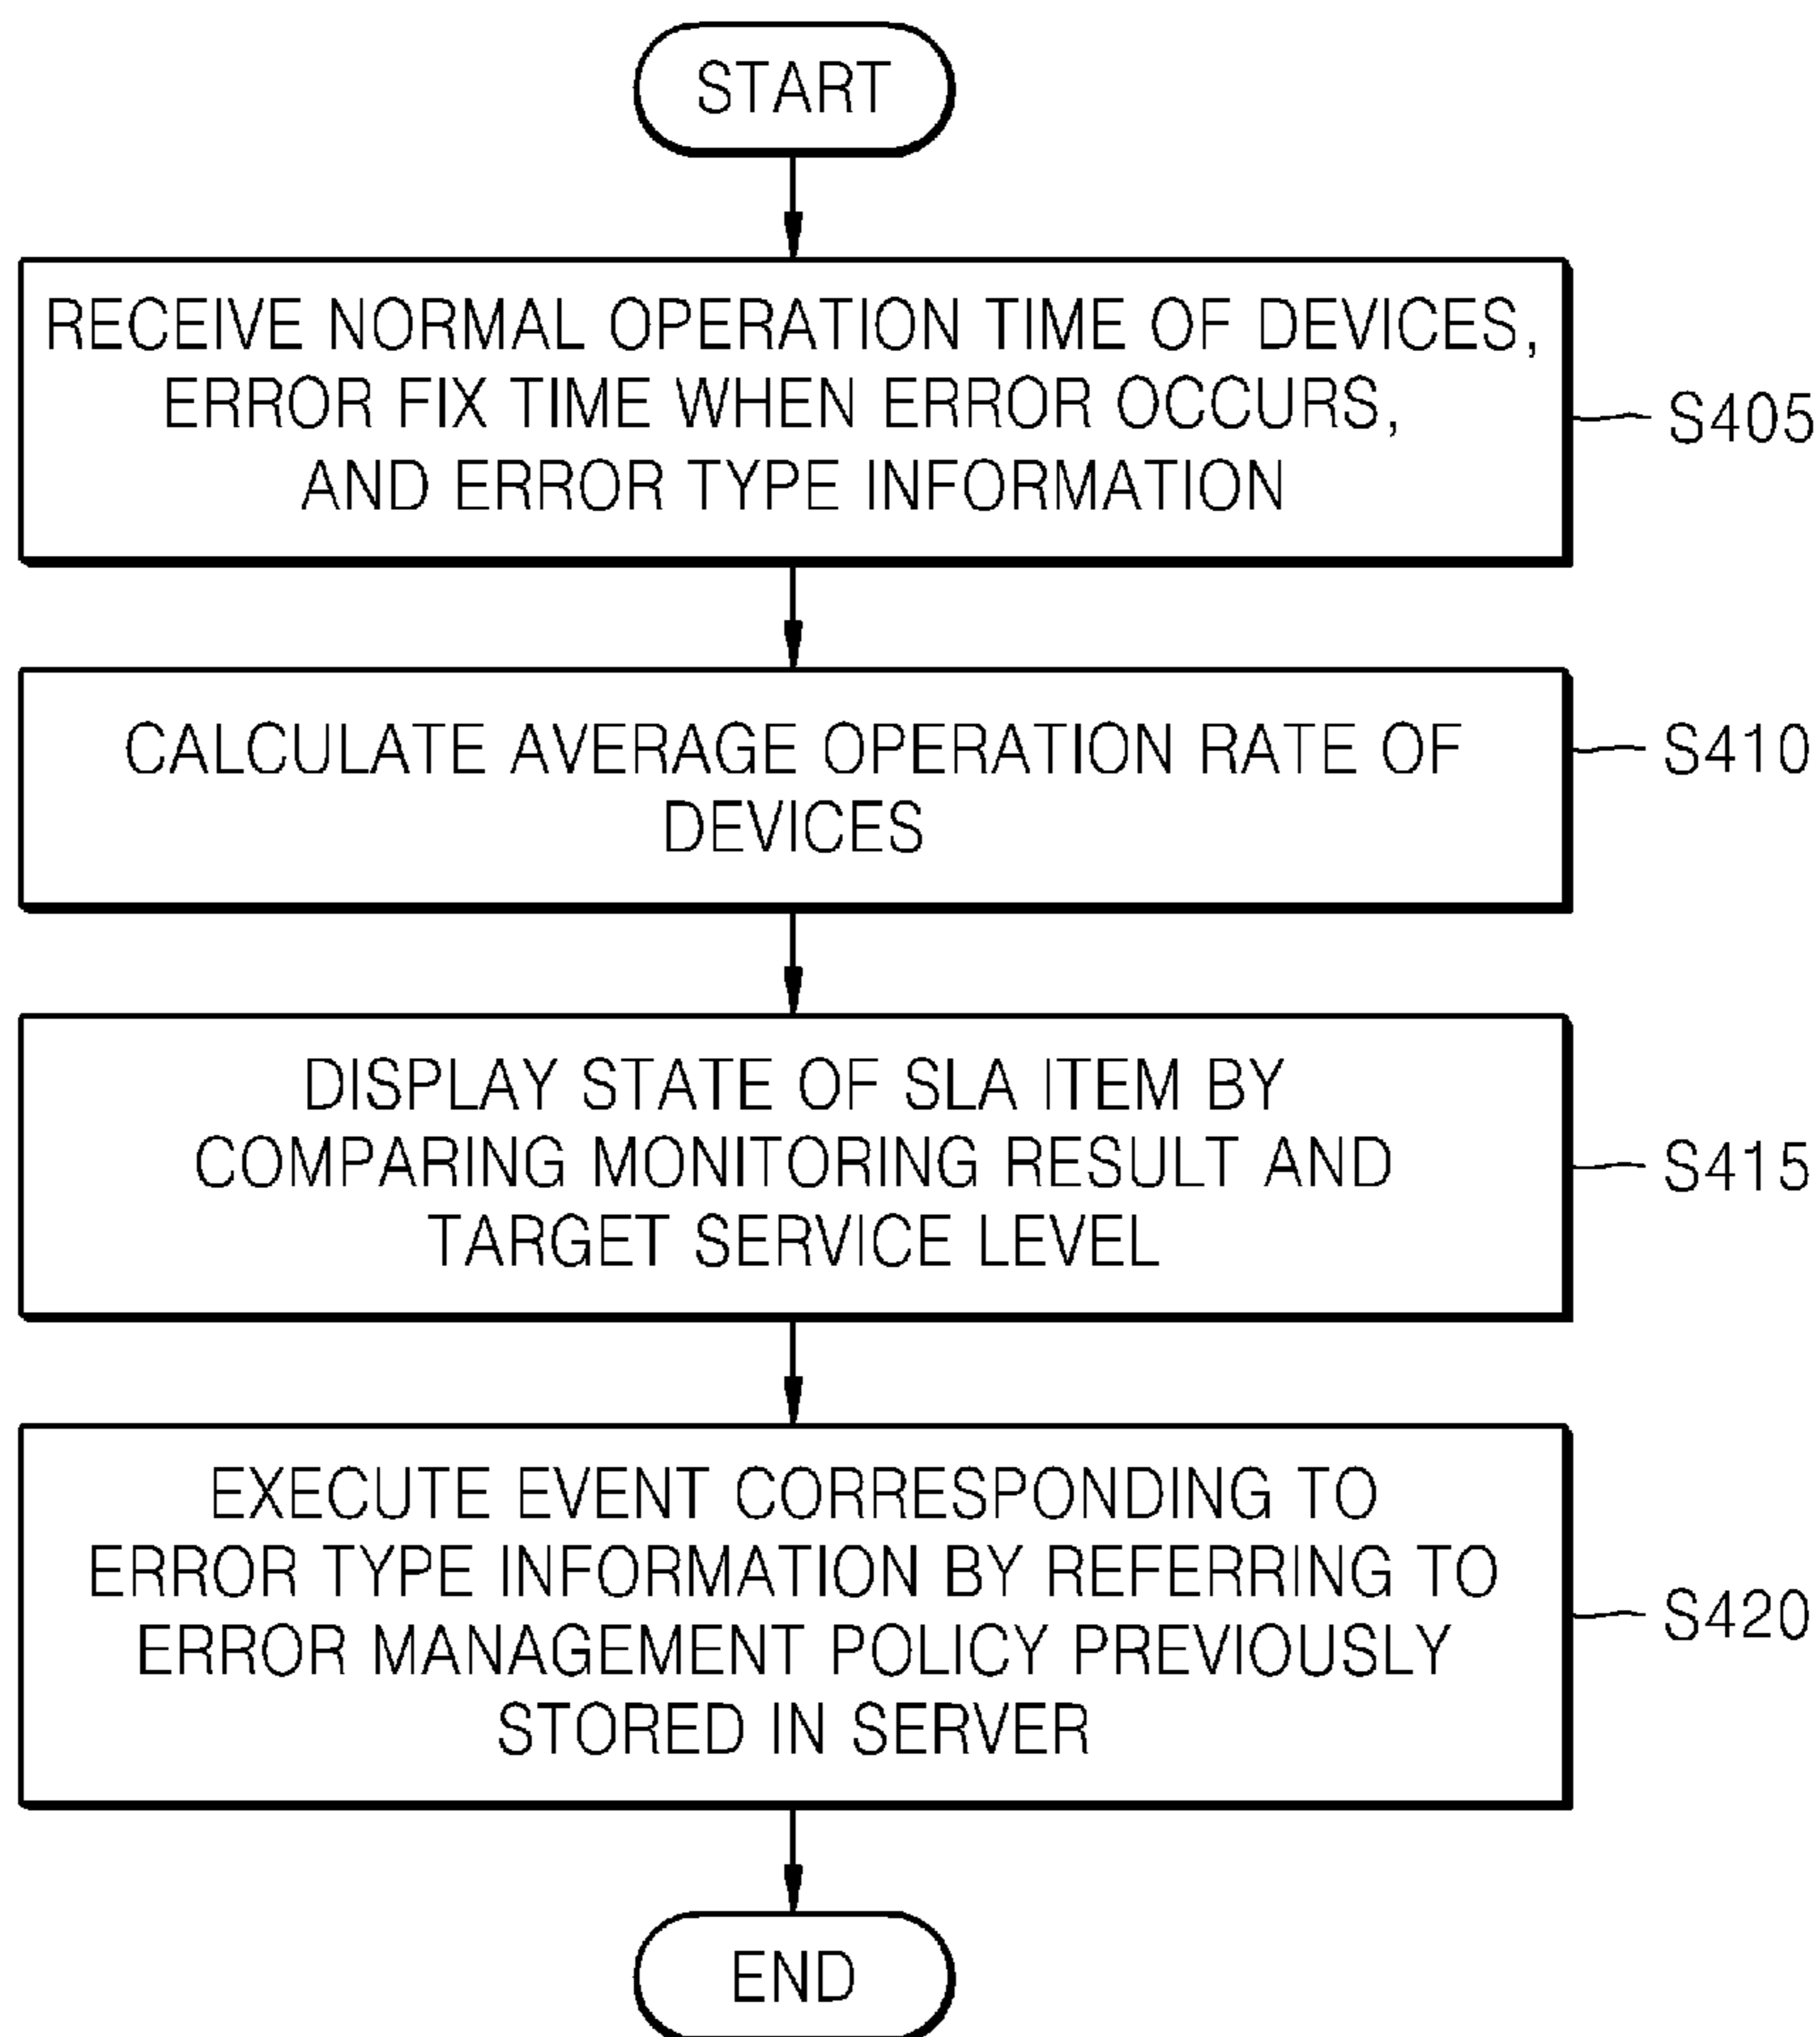 START
RECEIVE NORMAL OPERATION TIME OF DEVICES,
ERROR FIX TIME WHEN ERROR OCCURS,
AND ERROR TYPE INFORMATION
S405
CALCULATE AVERAGE OPERATION RATE OF
DEVICES
S410
DISPLAY STATE OF SLA ITEM BY
COMPARING MONITORING RESULT AND
TARGET SERVICE LEVEL
S415
EXECUTE EVENT CORRESPONDING TO
ERROR TYPE INFORMATION BY REFERRING TO
ERROR MANAGEMENT POLICY PREVIOUSLY
STORED IN SERVER
S420
END